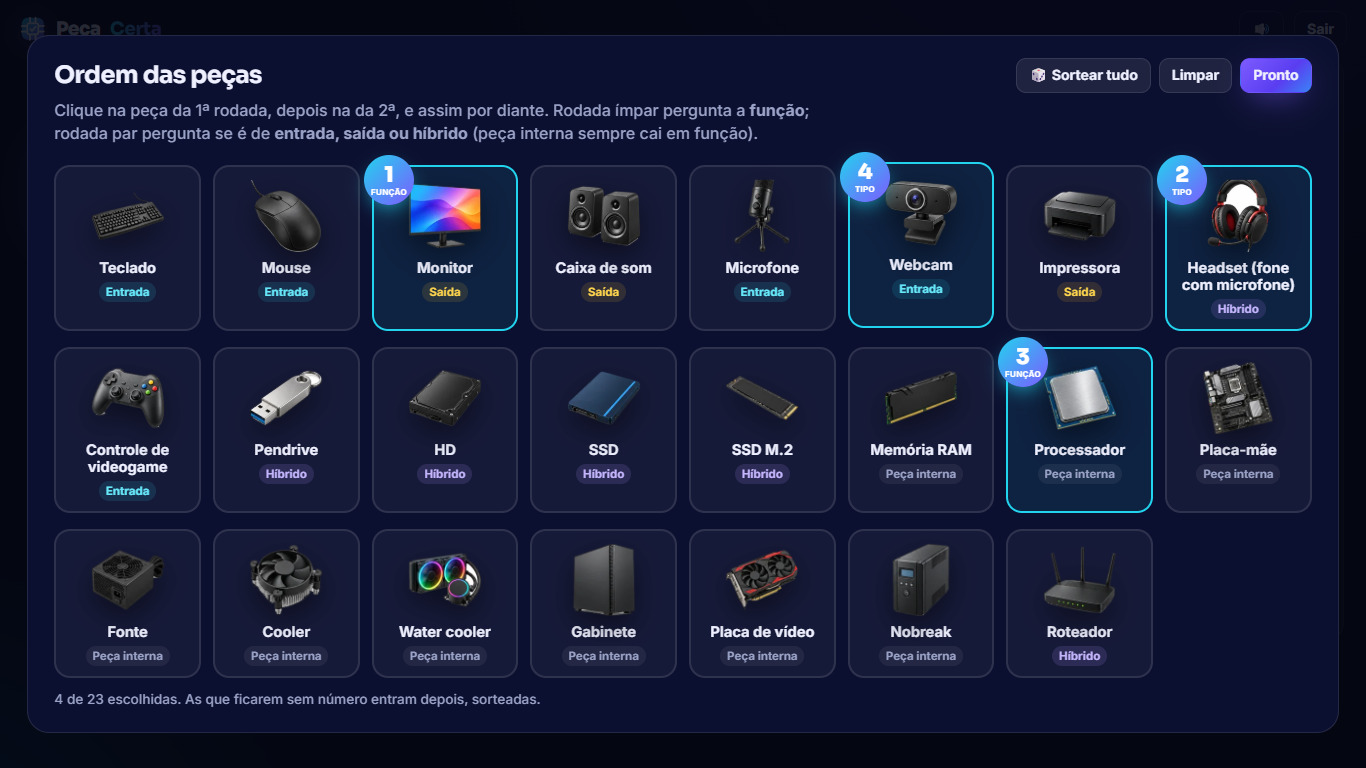 Peça Certa
Sair
Ordem das peças
Sortear tudo
Limpar
Pronto
Clique na peça da 1ª rodada, depois na da 2ª, e assim por diante. Rodada ímpar pergunta a função;
rodada par pergunta se é de entrada, saída ou híbrido (peça interna sempre cai em função).
Teclado
Entrada
Mouse
Entrada
1
FUNÇÃO
Monitor
Saída
Caixa de som
Saída
Microfone
Entrada
4
TIPO
Webcam
Entrada
Impressora
Saída
2
TIPO
Headset (fone
com microfone)
Híbrido
Controle de
videogame
Entrada
Pendrive
Híbrido
HD
Híbrido
SSD
Híbrido
SSD M.2
Híbrido
Memória RAM
Peça interna
3
FUNÇÃO
Processador
Peça interna
Placa-mãe
Peça interna
Fonte
Peça interna
Cooler
Peça interna
Water cooler
Peça interna
Gabinete
Peça interna
Placa de vídeo
Peça interna
Nobreak
Peça interna
Roteador
Híbrido
4 de 23 escolhidas. As que ficarem sem número entram depois, sorteadas.